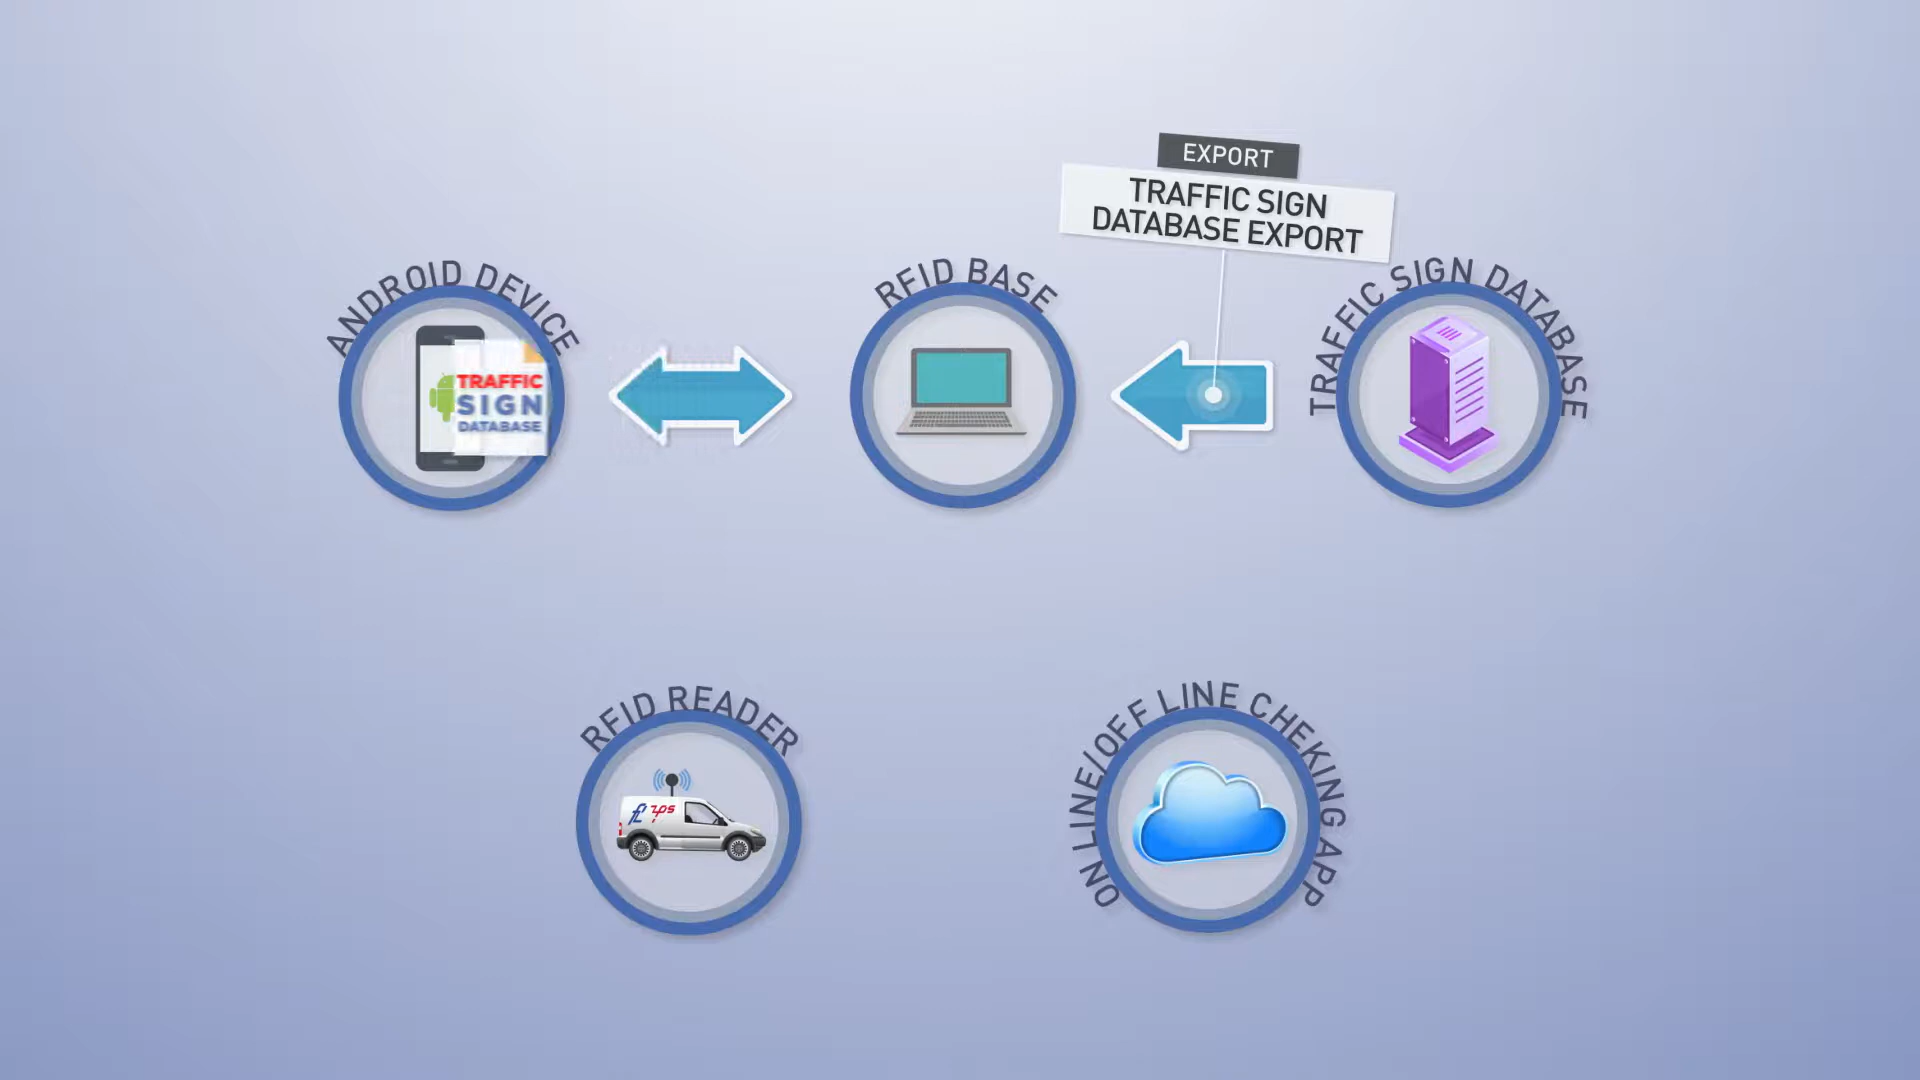 EXPORT
TRAFFIC SIGN
DATABASE EXPORT
ANDROID DEVICE
RFID BASE
TRAFFIC SIGN DATABASE
TRAFFIC
SIGN
DATABASE
RFID READER
ON LINE/OFF LINE CHEKING APP